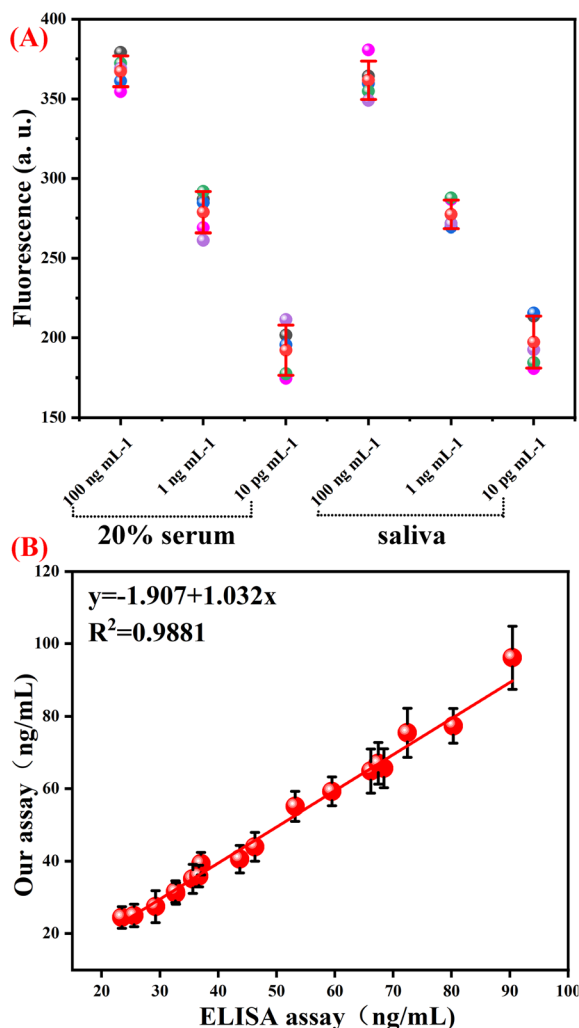 (A)
Fluorescence (a. u.)
400
350
300
250
200
150
100 ng mL-1
1 ng mL-1
10 pg mL-1
100 ng mL-1
1 ng mL-1
10 pg mL-1
20% serum
saliva
(B)
y=-1.907+1.032x
R²=0.9881
Our assay（ng/mL）
120
100
80
60
40
20
20 30 40 50 60 70 80 90 100
ELISA assay（ng/mL）